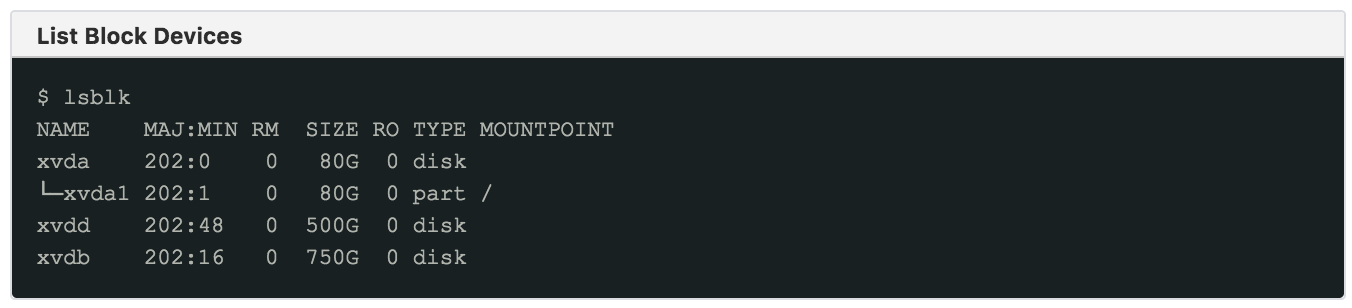 List Block Devices
$ lsblk
NAME    MAJ:MIN RM  SIZE RO TYPE MOUNTPOINT
xvda    202:0    0   80G  0 disk
└─xvda1 202:1    0   80G  0 part /
xvdd    202:48   0  500G  0 disk
xvdb    202:16   0  750G  0 disk